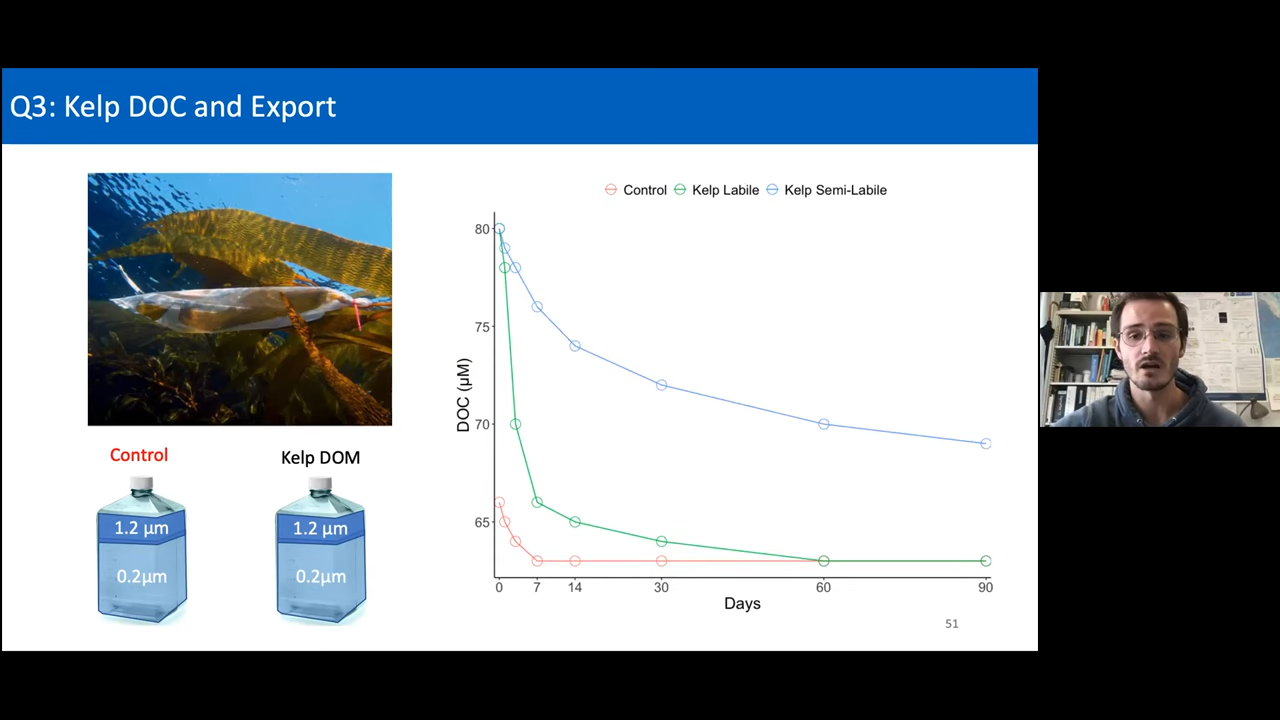 Q3: Kelp DOC and Export
Control Kelp Labile Kelp Semi-Labile
80
75
70
65
DOC (µM)
0 7 14 30 60 90
Days
Control Kelp DOM
1.2 µm 1.2 µm
0.2µm 0.2µm
51